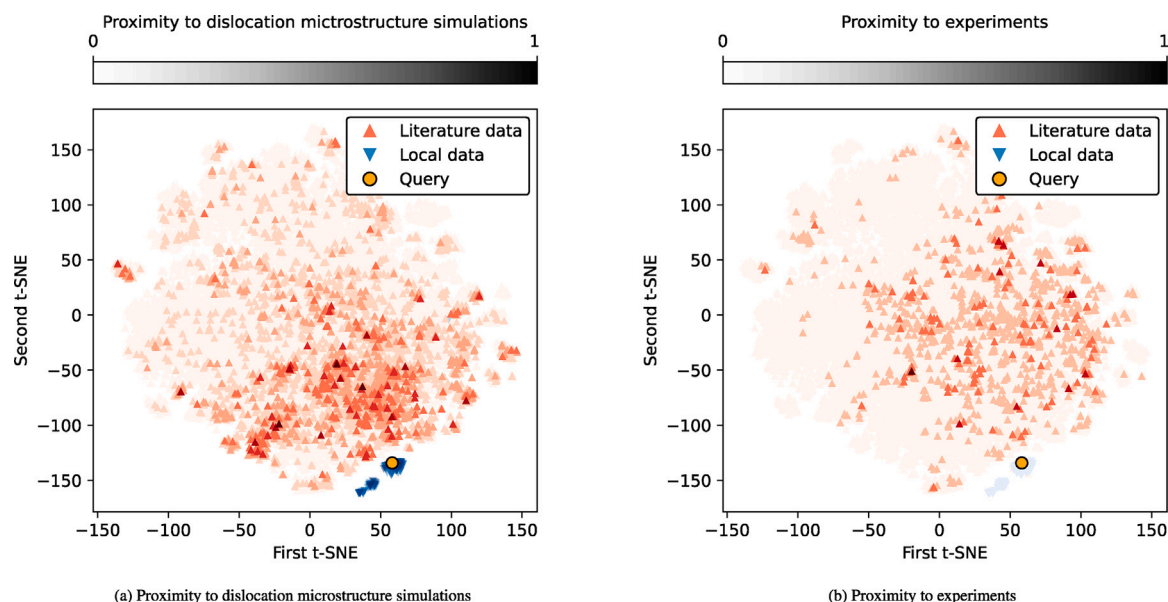 Proximity to dislocation mictrostructure simulations
0 1
Literature data
Local data
Query
Second t-SNE
150
100
50
0
−50
−100
−150
−150 −100 −50 0 50 100 150
First t-SNE
(a) Proximity to dislocation microstructure simulations
Proximity to experiments
0 1
Literature data
Local data
Query
Second t-SNE
150
100
50
0
−50
−100
−150
−150 −100 −50 0 50 100 150
First t-SNE
(b) Proximity to experiments